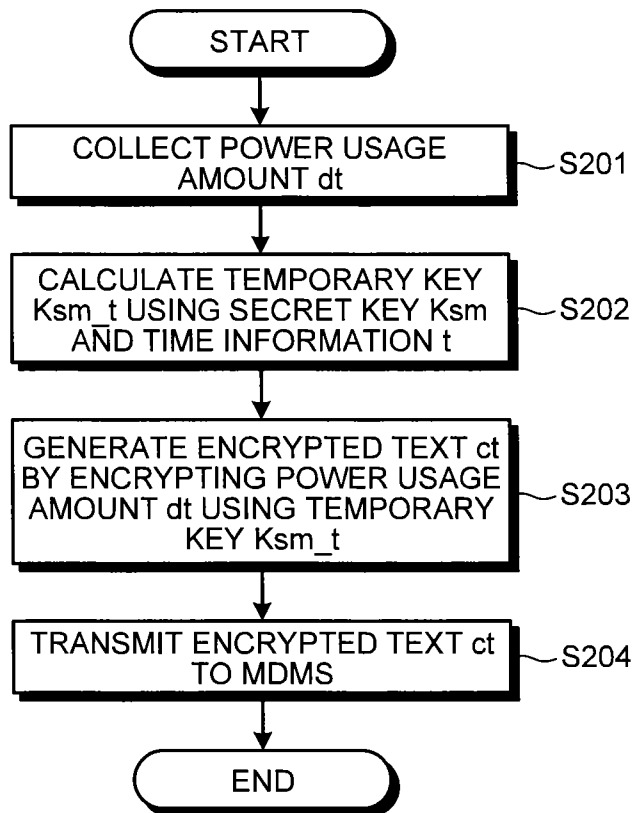 START
COLLECT POWER USAGE
AMOUNT dt
S201
CALCULATE TEMPORARY KEY
Ksm_t USING SECRET KEY Ksm
AND TIME INFORMATION t
S202
GENERATE ENCRYPTED TEXT ct
BY ENCRYPTING POWER USAGE
AMOUNT dt USING TEMPORARY
KEY Ksm_t
S203
TRANSMIT ENCRYPTED TEXT ct
TO MDMS
S204
END